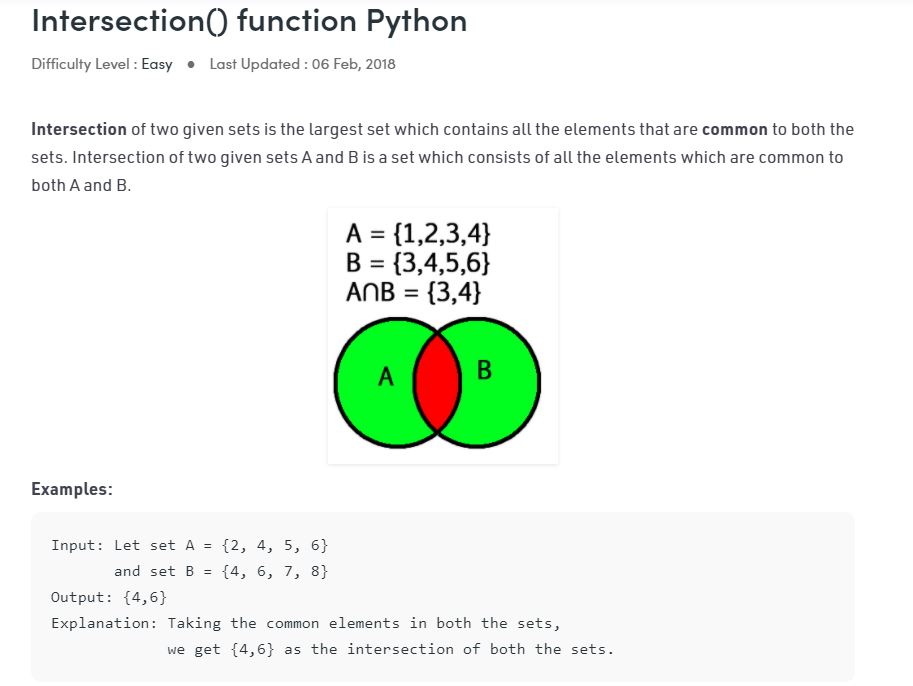 Intersection() function Python
Difficulty Level : Easy ● Last Updated : 06 Feb, 2018
Intersection of two given sets is the largest set which contains all the elements that are common to both the
sets. Intersection of two given sets A and B is a set which consists of all the elements which are common to
both A and B.
A = {1,2,3,4}
B = {3,4,5,6}
A∩B = {3,4}
A B
Examples:
Input: Let set A = {2, 4, 5, 6}
and set B = {4, 6, 7, 8}
Output: {4,6}
Explanation: Taking the common elements in both the sets,
we get {4,6} as the intersection of both the sets.